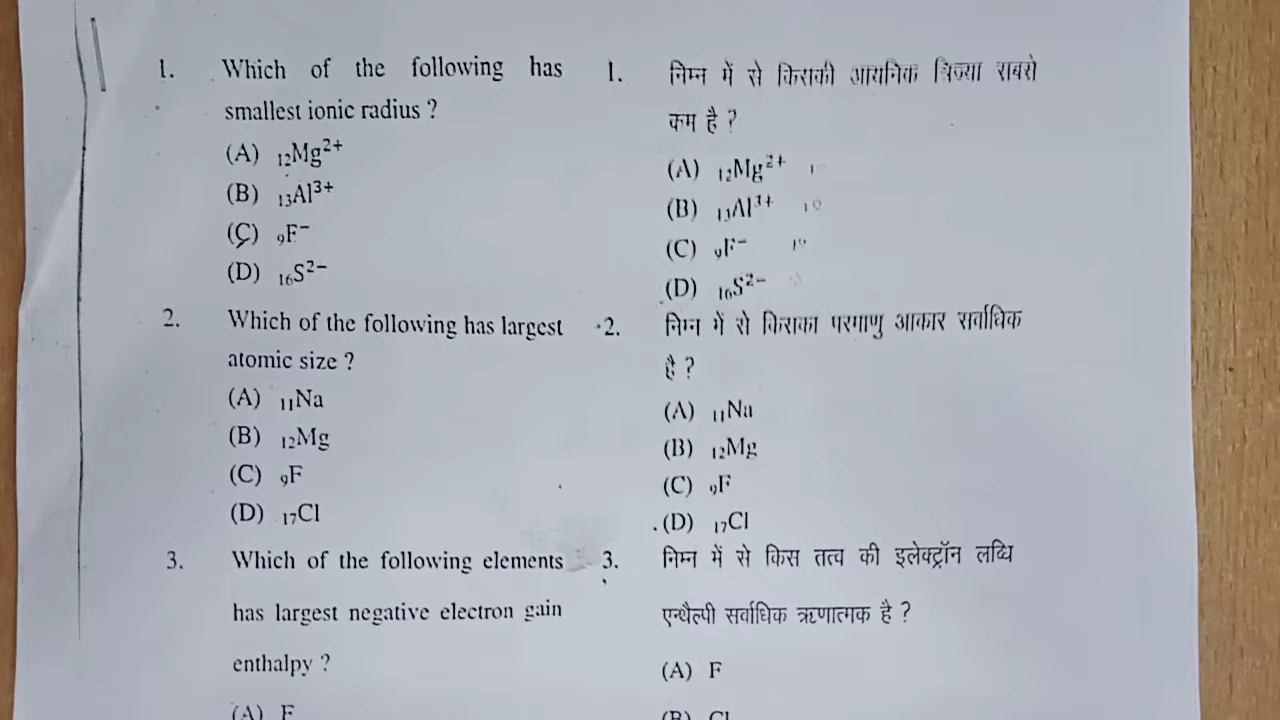 1. Which of the following has
smallest ionic radius ?
(A) ₁₂Mg²⁺
(B) ₁₃Al³⁺
(C) ₉F⁻
(D) ₁₆S²⁻
2. Which of the following has largest
atomic size ?
(A) ₁₁Na
(B) ₁₂Mg
(C) ₉F
(D) ₁₇Cl
3. Which of the following elements
has largest negative electron gain
enthalpy ?
(A) F
1. निम्न में से किसकी आयनिक त्रिज्या सबसे
कम है ?
(A) ₁₂Mg²⁺
(B) ₁₃Al³⁺ 10
(C) ₉F⁻ 10
(D) ₁₆S²⁻
2. निम्न में से किसका परमाणु आकार सर्वाधिक
है ?
(A) ₁₁Na
(B) ₁₂Mg
(C) ₉F
(D) ₁₇Cl
3. निम्न में से किस तत्व की इलेक्ट्रॉन लब्धि
एन्थैल्पी सर्वाधिक ऋणात्मक है ?
(A) F
(B) Cl